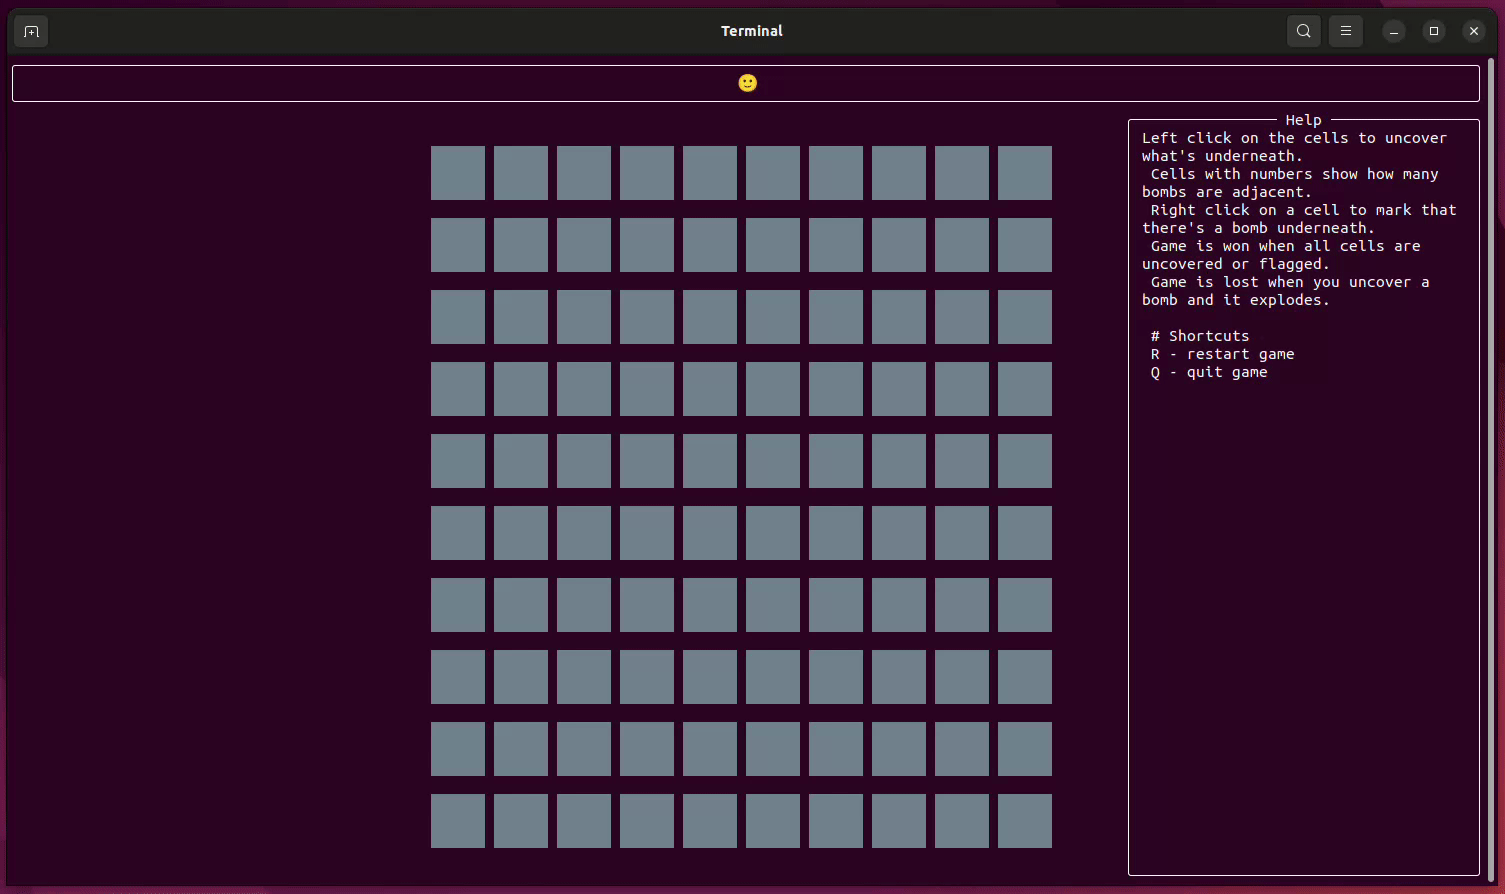 Terminal
🙂
Help
Left click on the cells to uncover
what's underneath.
Cells with numbers show how many
bombs are adjacent.
Right click on a cell to mark that
there's a bomb underneath.
Game is won when all cells are
uncovered or flagged.
Game is lost when you uncover a
bomb and it explodes.
# Shortcuts
R - restart game
Q - quit game